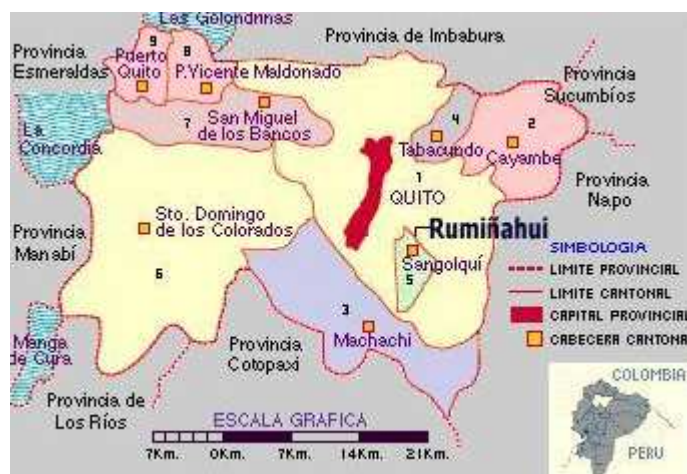 Las Golondrinas
Provincia de Imbabura
Provincia
Esmeraldas
9
Puerto
Quito
8
P. Vicente Maldonado
Provincia
Sucumbíos
La
Concordia
7
San Miguel
de los Bancos
4
Tabacundo
2
Cayambe
1
QUITO
Provincia
Napo
Sto. Domingo
de los Colorados
Rumiñahui
Provincia
Manabí
Sangolquí
5
6
SIMBOLOGIA
LIMITE PROVINCIAL
LIMITE CANTONAL
CAPITAL PROVINCIAL
CABECERA CANTONA
3
Machachi
Manga
de Cura
Provincia
Cotopaxi
Provincia de
Los Ríos
COLOMBIA
PERU
ESCALA GRAFICA
7Km. 0Km. 7Km. 14Km. 21Km.